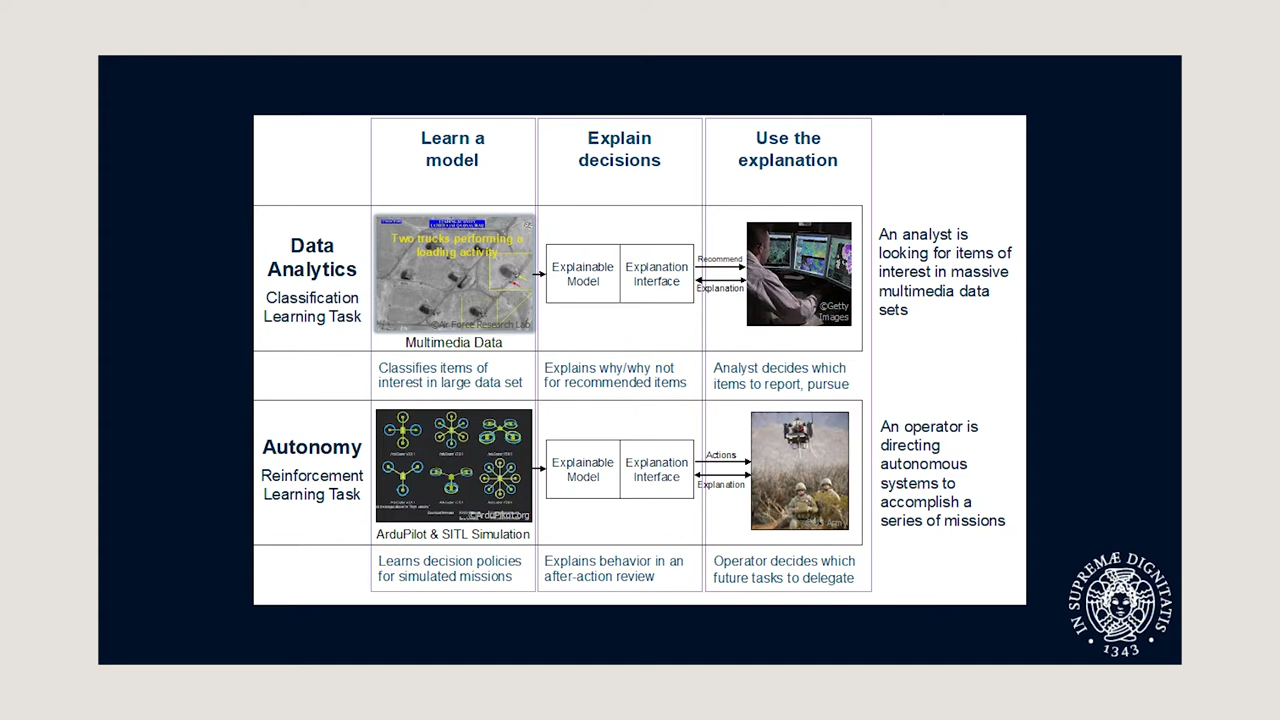 Learn a
model
Explain
decisions
Use the
explanation
Data
Analytics
Classification
Learning Task
Two trucks performing a
loading activity
©Air Force Research Lab
Multimedia Data
Explainable
Model
Explanation
Interface
Recommend
Explanation
©Getty
Images
An analyst is
looking for items of
interest in massive
multimedia data
sets
Classifies items of
interest in large data set
Explains why/why not
for recommended items
Analyst decides which
items to report, pursue
Autonomy
Reinforcement
Learning Task
©ArduPilot.org
ArduPilot & SITL Simulation
Explainable
Model
Explanation
Interface
Actions
Explanation
Army
An operator is
directing
autonomous
systems to
accomplish a
series of missions
Learns decision policies
for simulated missions
Explains behavior in an
after-action review
Operator decides which
future tasks to delegate
IN SUPREMÆ DIGNITATIS
1343